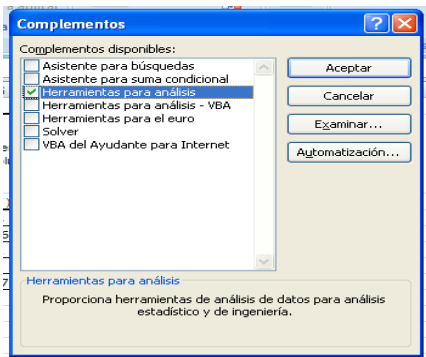 Complementos
Complementos disponibles:
Asistente para búsquedas
Asistente para suma condicional
Herramientas para análisis
Herramientas para análisis - VBA
Herramientas para el euro
Solver
VBA del Ayudante para Internet
Aceptar
Cancelar
Examinar...
Automatización...
Herramientas para análisis
Proporciona herramientas de análisis de datos para análisis
estadístico y de ingeniería.